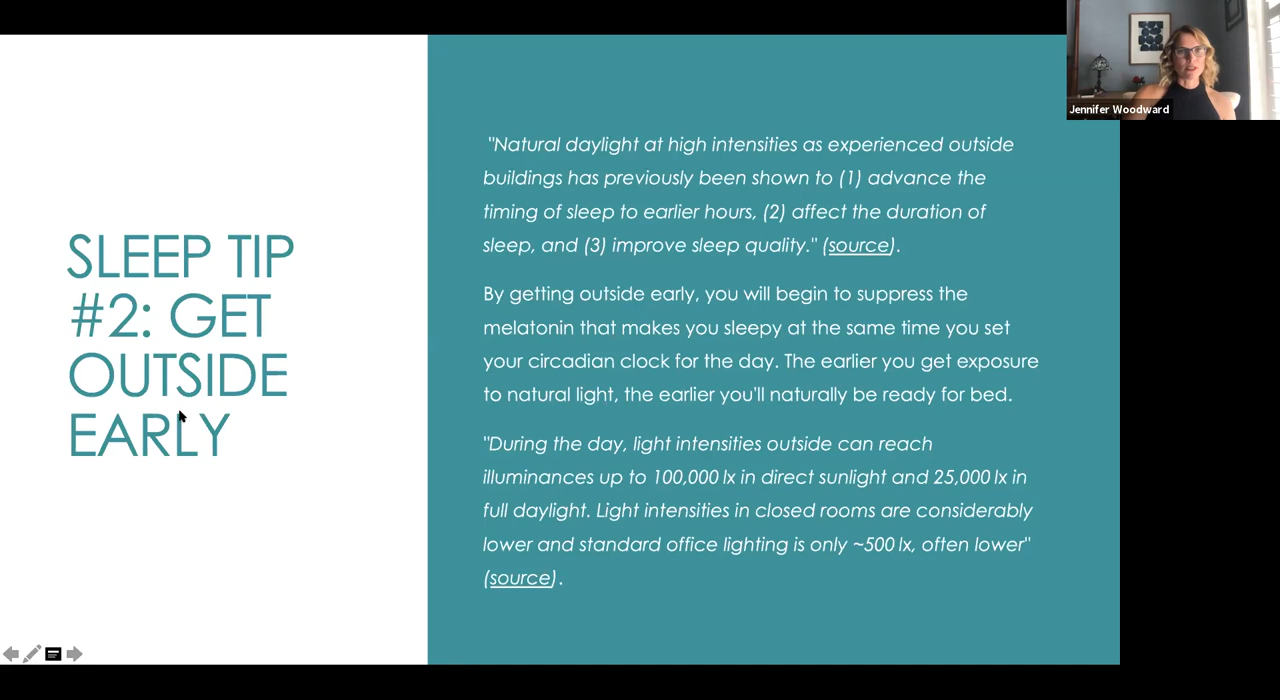 Jennifer Woodward
SLEEP TIP
#2: GET
OUTSIDE
EARLY
"Natural daylight at high intensities as experienced outside
buildings has previously been shown to (1) advance the
timing of sleep to earlier hours, (2) affect the duration of
sleep, and (3) improve sleep quality." (source).
By getting outside early, you will begin to suppress the
melatonin that makes you sleepy at the same time you set
your circadian clock for the day. The earlier you get exposure
to natural light, the earlier you'll naturally be ready for bed.
"During the day, light intensities outside can reach
illuminances up to 100,000 lx in direct sunlight and 25,000 lx in
full daylight. Light intensities in closed rooms are considerably
lower and standard office lighting is only ~500 lx, often lower"
(source).